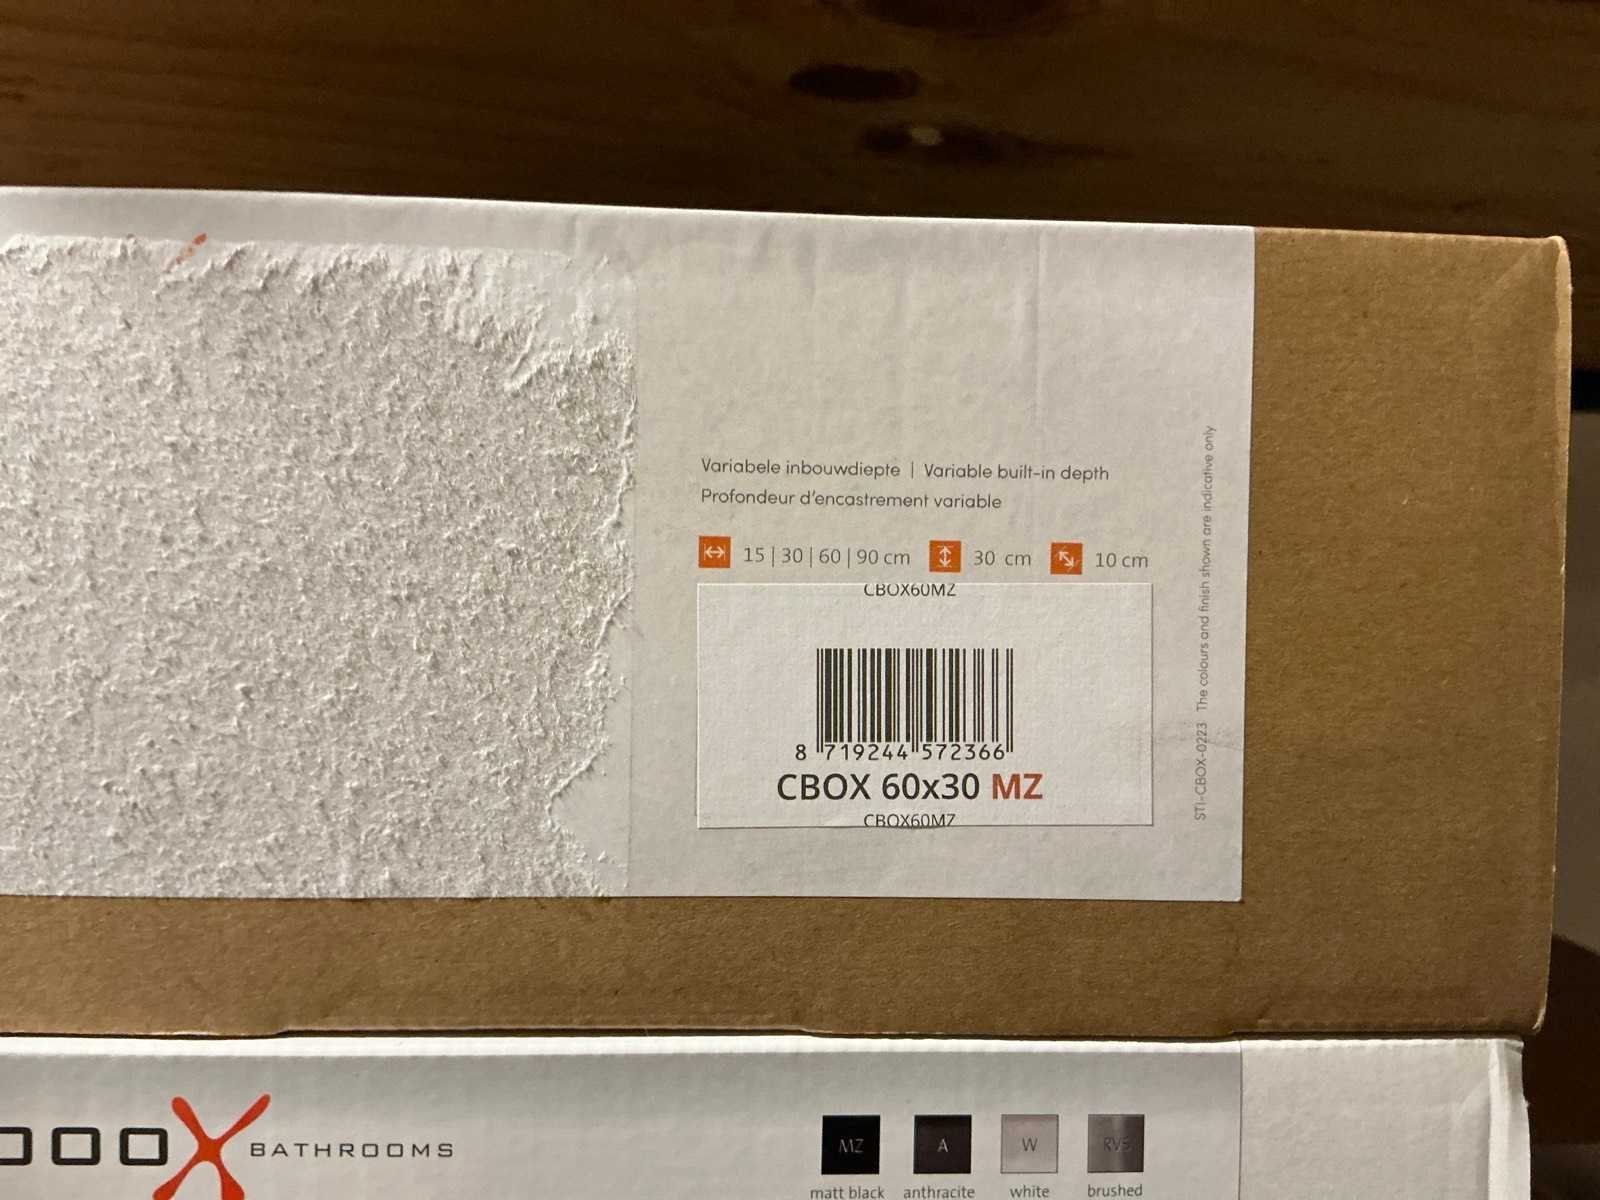 Variabele inbouwdiepte | Variable built-in depth
Profondeur d'encastrement variable
15 | 30 | 60 | 90 cm 30 cm 10 cm
CBOX60MZ
8 719244 572366
CBOX 60x30 MZ
CBOX60MZ
STI-CBOX-0223 The colours and finish shown are indicative only
BATHROOMS
MZ A W RVS
matt black anthracite white brushed